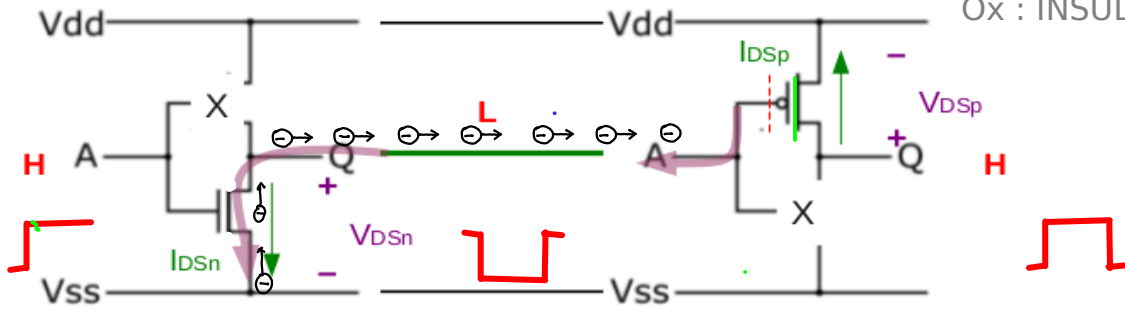 Ox : INSUL
Vdd
Vdd
IDSp
−
X
L
VDSp
+
H
A
Q
A
Q
H
+
X
VDSn
IDSn
−
Vss
Vss